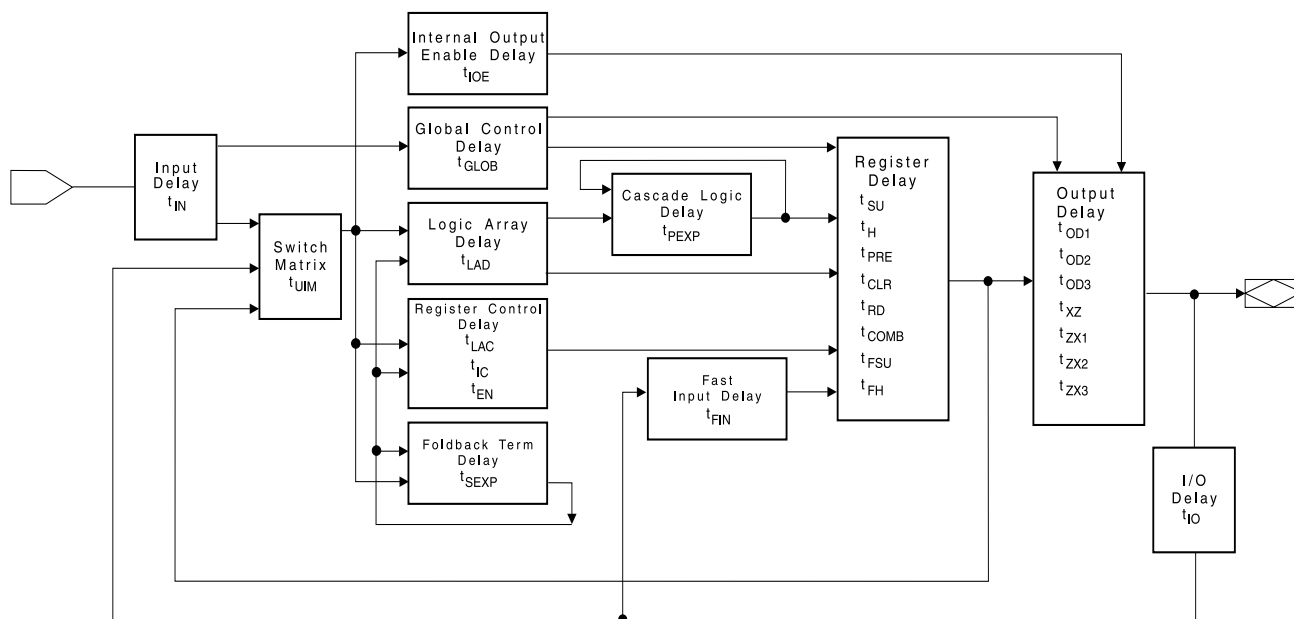 Internal Output
Enable Delay
tIOE
Global Control
Delay
tGLOB
Input
Delay
tIN
Switch
Matrix
tUIM
Logic Array
Delay
tLAD
Cascade Logic
Delay
tPEXP
Register Control
Delay
tLAC
tIC
tEN
Foldback Term
Delay
tSEXP
Fast
Input Delay
tFIN
Register
Delay
tSU
tH
tPRE
tCLR
tRD
tCOMB
tFSU
tFH
Output
Delay
tOD1
tOD2
tOD3
tXZ
tZX1
tZX2
tZX3
I/O
Delay
tIO